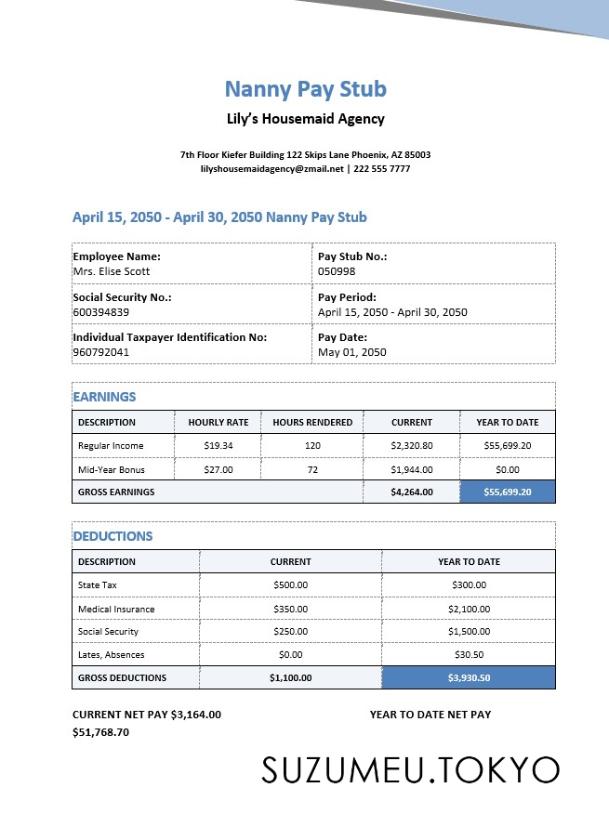 Nanny Pay Stub
Lily's Housemaid Agency
7th Floor Kiefer Building 122 Skips Lane Phoenix, AZ 85003
lilyshousemaidagency@zmail.net | 222 555 7777
April 15, 2050 - April 30, 2050 Nanny Pay Stub
Employee Name: Pay Stub No.:
Mrs. Elise Scott 050998
Social Security No.: Pay Period:
600394839 April 15, 2050 - April 30, 2050
Individual Taxpayer Identification No: Pay Date:
960792041 May 01, 2050
EARNINGS
DESCRIPTION HOURLY RATE HOURS RENDERED CURRENT YEAR TO DATE
Regular Income $19.34 120 $2,320.80 $55,699.20
Mid-Year Bonus $27.00 72 $1,944.00 $0.00
GROSS EARNINGS $4,264.00 $55,699.20
DEDUCTIONS
DESCRIPTION CURRENT YEAR TO DATE
State Tax $500.00 $300.00
Medical Insurance $350.00 $2,100.00
Social Security $250.00 $1,500.00
Lates, Absences $0.00 $30.50
GROSS DEDUCTIONS $1,100.00 $3,930.50
CURRENT NET PAY $3,164.00 YEAR TO DATE NET PAY
$51,768.70
SUZUMEU.TOKYO